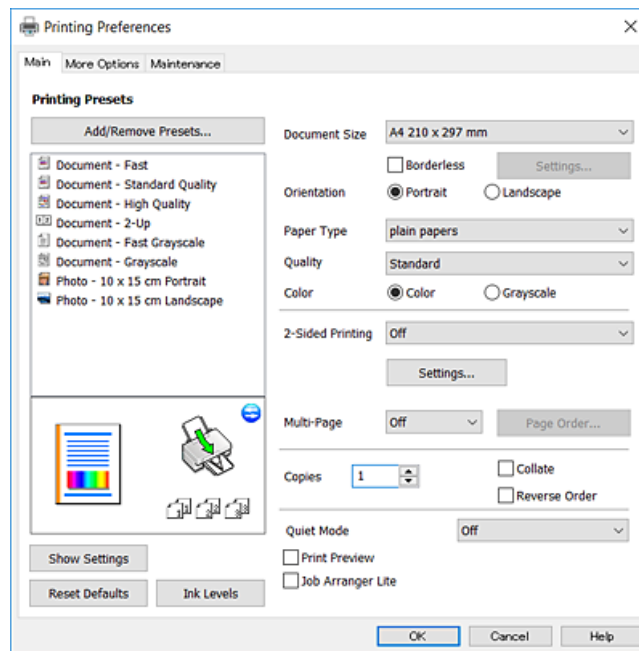 Printing Preferences
Main More Options Maintenance
Printing Presets
Add/Remove Presets...
Document - Fast
Document - Standard Quality
Document - High Quality
Document - 2-Up
Document - Fast Grayscale
Document - Grayscale
Photo - 10 x 15 cm Portrait
Photo - 10 x 15 cm Landscape
Show Settings
Reset Defaults Ink Levels
Document Size A4 210 x 297 mm
Borderless Settings...
Orientation Portrait Landscape
Paper Type plain papers
Quality Standard
Color Color Grayscale
2-Sided Printing Off
Settings...
Multi-Page Off Page Order...
Copies 1 Collate
Reverse Order
Quiet Mode Off
Print Preview
Job Arranger Lite
OK Cancel Help